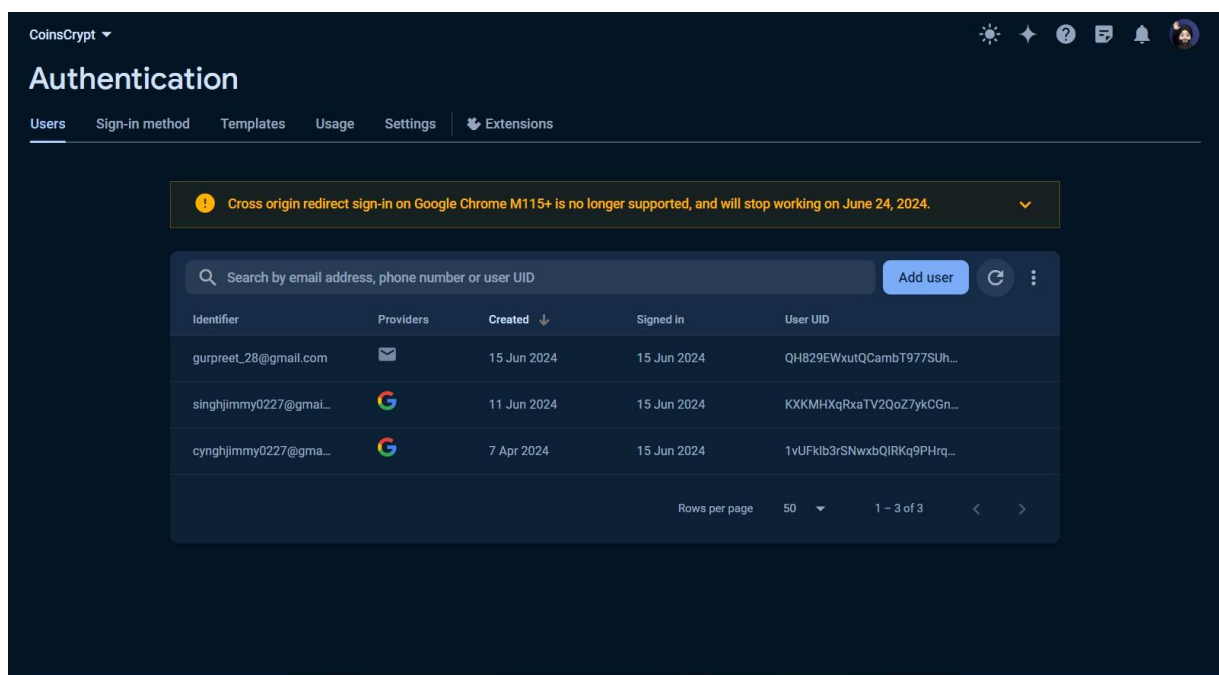 CoinsCrypt
Authentication
Users Sign-in method Templates Usage Settings Extensions
Cross origin redirect sign-in on Google Chrome M115+ is no longer supported, and will stop working on June 24, 2024.
Search by email address, phone number or user UID Add user
Identifier Providers Created Signed in User UID
gurpreet_28@gmail.com 15 Jun 2024 15 Jun 2024 QH829EWxutQCambT977SUh...
singhjimmy0227@gmai... 11 Jun 2024 15 Jun 2024 KXKMHXqRxaTV2QoZ7ykCGn...
cynghjimmy0227@gma... 7 Apr 2024 15 Jun 2024 1vUFklb3rSNwxbQIRKq9PHrq...
Rows per page 50 1 – 3 of 3